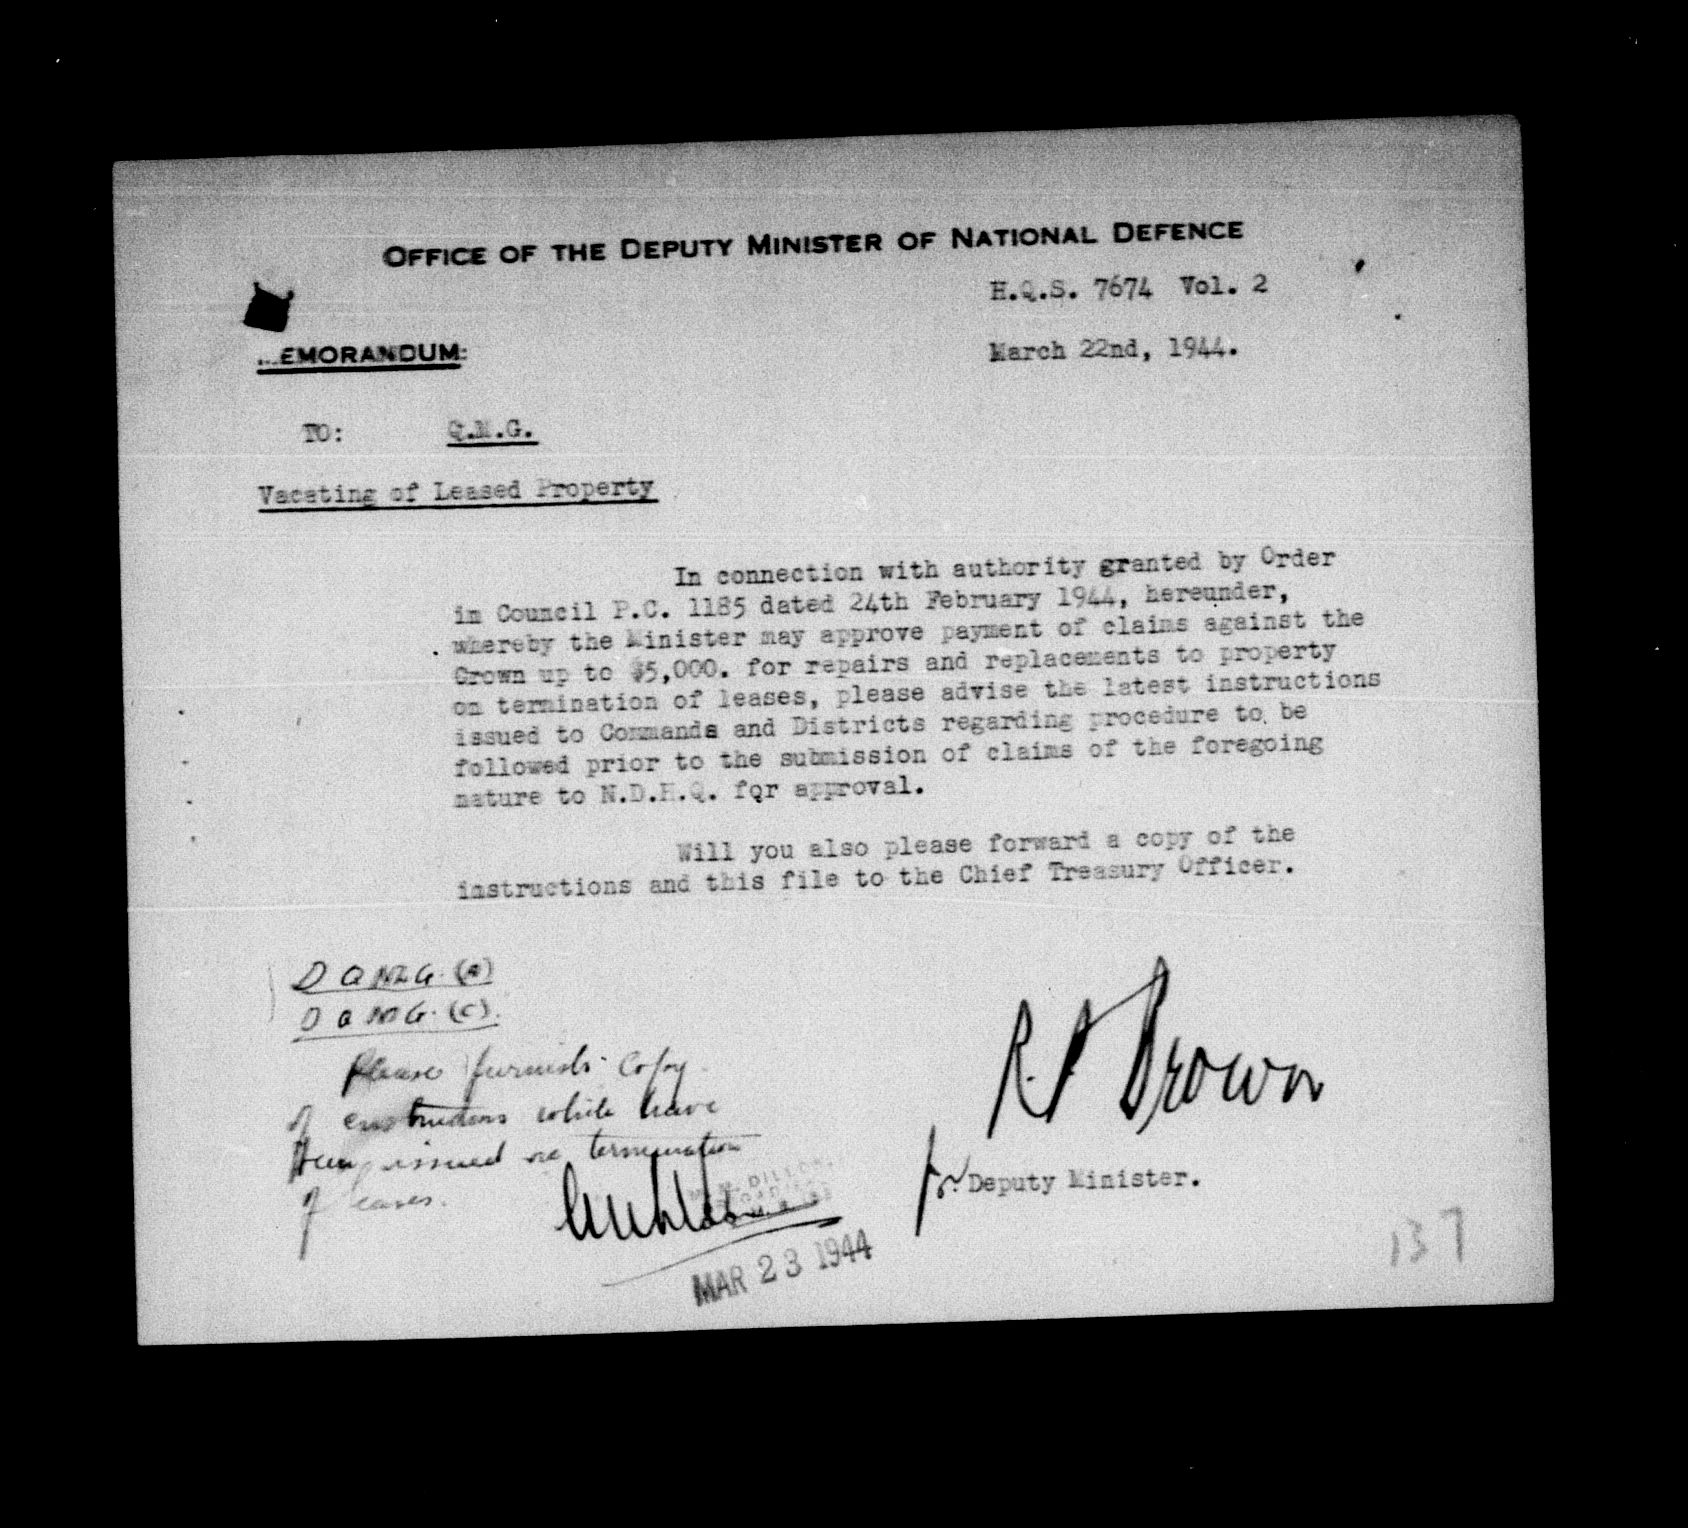 OFFICE OF THE DEPUTY MINISTER OF NATIONAL DEFENCE
H.Q.S. 7674 Vol. 2
EMORANDUM:
March 22nd, 1944.
TO: Q.M.G.
Vacating of Leased Property
In connection with authority granted by Order
in Council P.C. 1185 dated 24th February 1944, hereunder,
whereby the Minister may approve payment of claims against the
Crown up to $5,000. for repairs and replacements to property
on termination of leases, please advise the latest instructions
issued to Commands and Districts regarding procedure to be
followed prior to the submission of claims of the foregoing
nature to N.D.H.Q. for approval.
Will you also please forward a copy of the
instructions and this file to the Chief Treasury Officer.
D Q M G. (A)
D Q M G. (C).
Please furnish copy
of instructions which have
been issued re termination
of leases.
Brown
for Deputy Minister.
MAR 23 1944
137